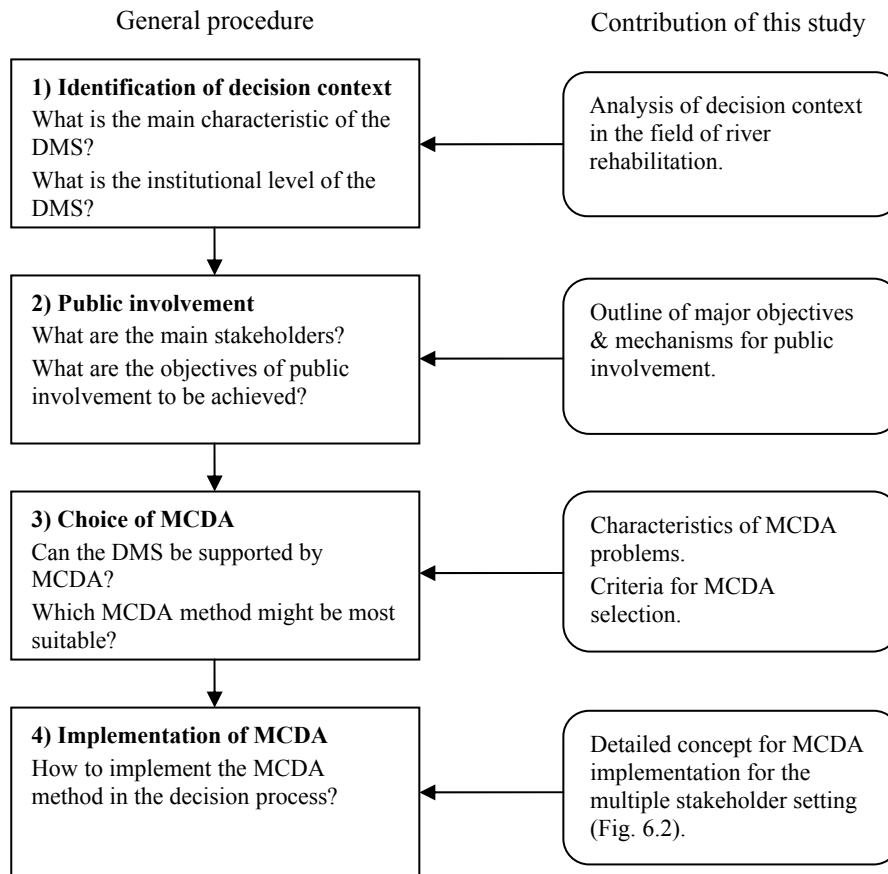 General procedure
Contribution of this study
1) Identification of decision context
What is the main characteristic of the
DMS?
What is the institutional level of the
DMS?
Analysis of decision context
in the field of river
rehabilitation.
2) Public involvement
What are the main stakeholders?
What are the objectives of public
involvement to be achieved?
Outline of major objectives
& mechanisms for public
involvement.
3) Choice of MCDA
Can the DMS be supported by
MCDA?
Which MCDA method might be most
suitable?
Characteristics of MCDA
problems.
Criteria for MCDA
selection.
4) Implementation of MCDA
How to implement the MCDA
method in the decision process?
Detailed concept for MCDA
implementation for the
multiple stakeholder setting
(Fig. 6.2).